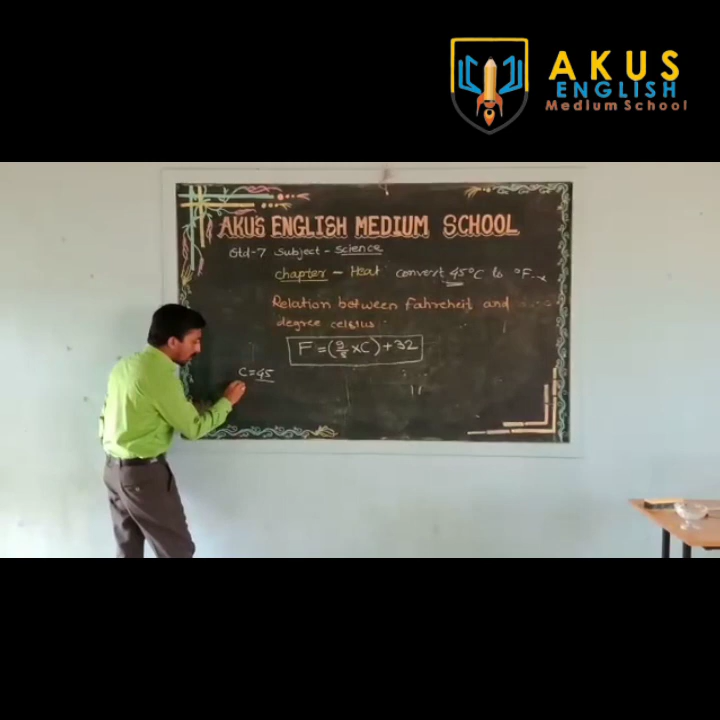 AKUS
ENGLISH
Medium School
AKUS ENGLISH MEDIUM SCHOOL
Std-7 Subject - Science
chapter - Heat convert 45°C to °F
Relation between Fahreheit and
degree celsius.
F = (9/5 × C) + 32
C = 45